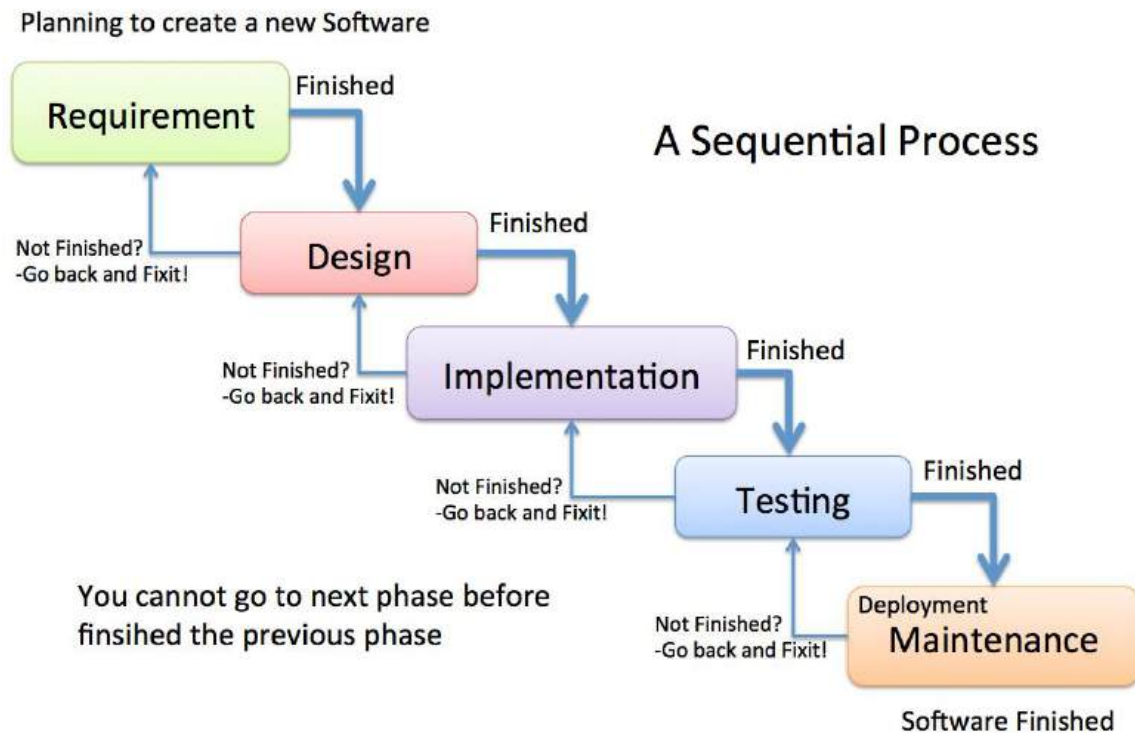 Planning to create a new Software
Finished
Requirement
A Sequential Process
Finished
Not Finished?
-Go back and Fixit!
Design
Finished
Not Finished?
-Go back and Fixit!
Implementation
Finished
Not Finished?
-Go back and Fixit!
Testing
You cannot go to next phase before
finsihed the previous phase
Deployment
Not Finished?
-Go back and Fixit!
Maintenance
Software Finished